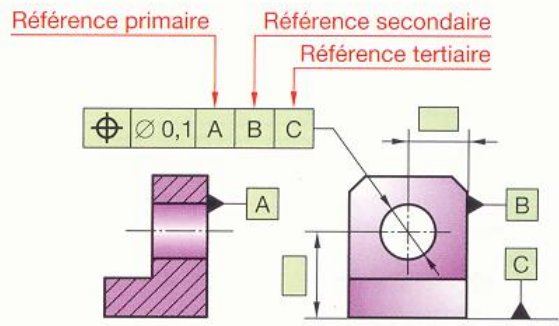 Référence primaire
Référence secondaire
Référence tertiaire
⌖ ∅ 0,1 A B C
A
B
C